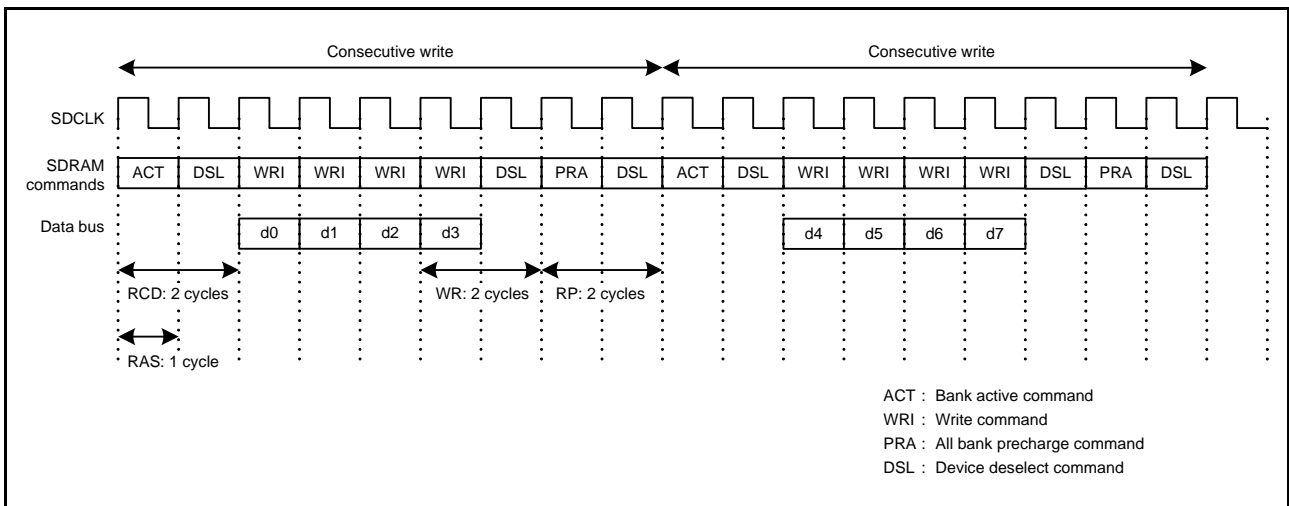 Consecutive write Consecutive write
SDCLK
SDRAM
commands
ACT DSL WRI WRI WRI WRI DSL PRA DSL ACT DSL WRI WRI WRI WRI DSL PRA DSL
Data bus d0 d1 d2 d3 d4 d5 d6 d7
RCD: 2 cycles WR: 2 cycles RP: 2 cycles
RAS: 1 cycle
ACT : Bank active command
WRI : Write command
PRA : All bank precharge command
DSL : Device deselect command